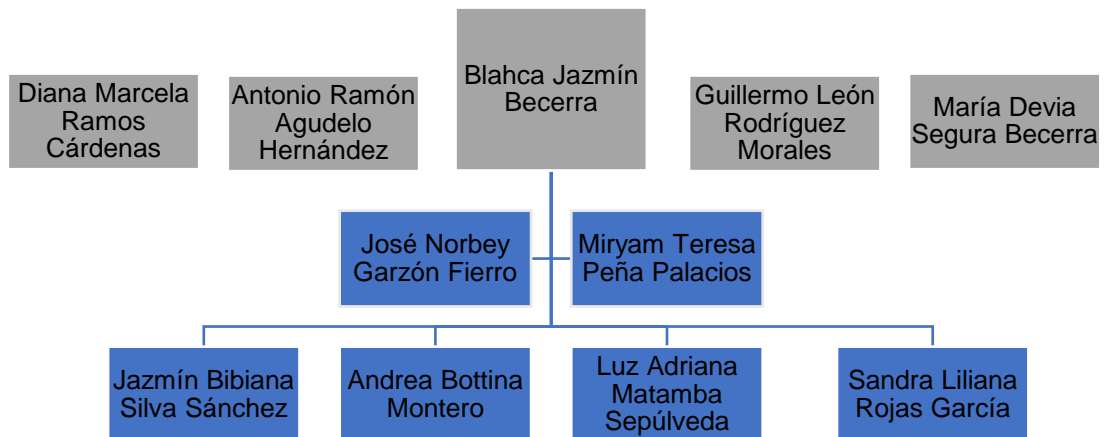 Diana Marcela
Ramos
Cárdenas
Antonio Ramón
Agudelo
Hernández
Blahca Jazmín
Becerra
Guillermo León
Rodríguez
Morales
María Devia
Segura Becerra
José Norbey
Garzón Fierro
Miryam Teresa
Peña Palacios
Jazmín Bibiana
Silva Sánchez
Andrea Bottina
Montero
Luz Adriana
Matamba
Sepúlveda
Sandra Liliana
Rojas García